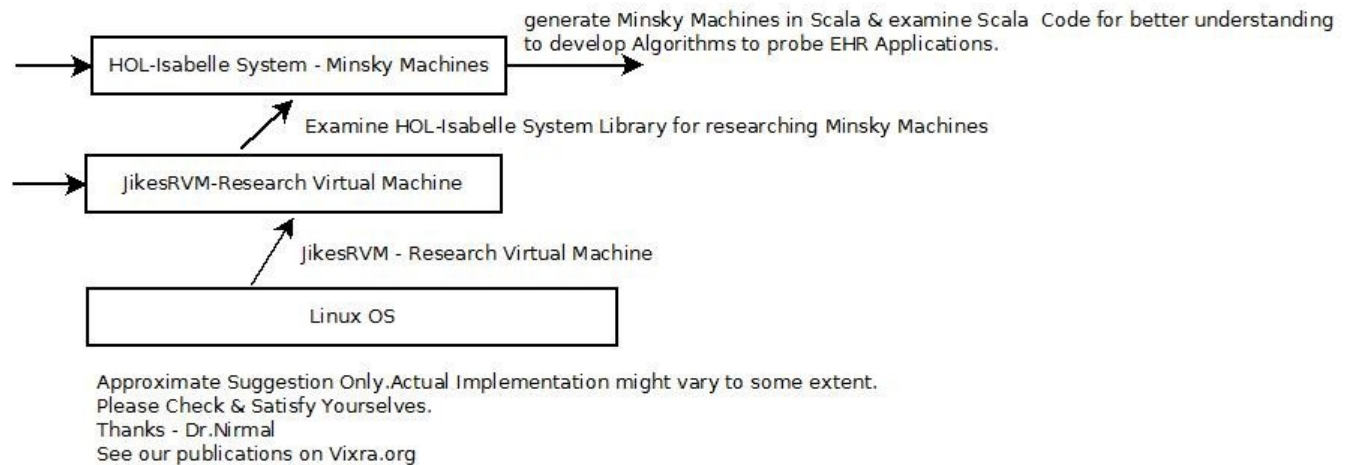 generate Minsky Machines in Scala & examine Scala Code for better understanding
to develop Algorithms to probe EHR Applications.
HOL-Isabelle System - Minsky Machines
Examine HOL-Isabelle System Library for researching Minsky Machines
JikesRVM-Research Virtual Machine
JikesRVM - Research Virtual Machine
Linux OS
Approximate Suggestion Only.Actual Implementation might vary to some extent.
Please Check & Satisfy Yourselves.
Thanks - Dr.Nirmal
See our publications on Vixra.org